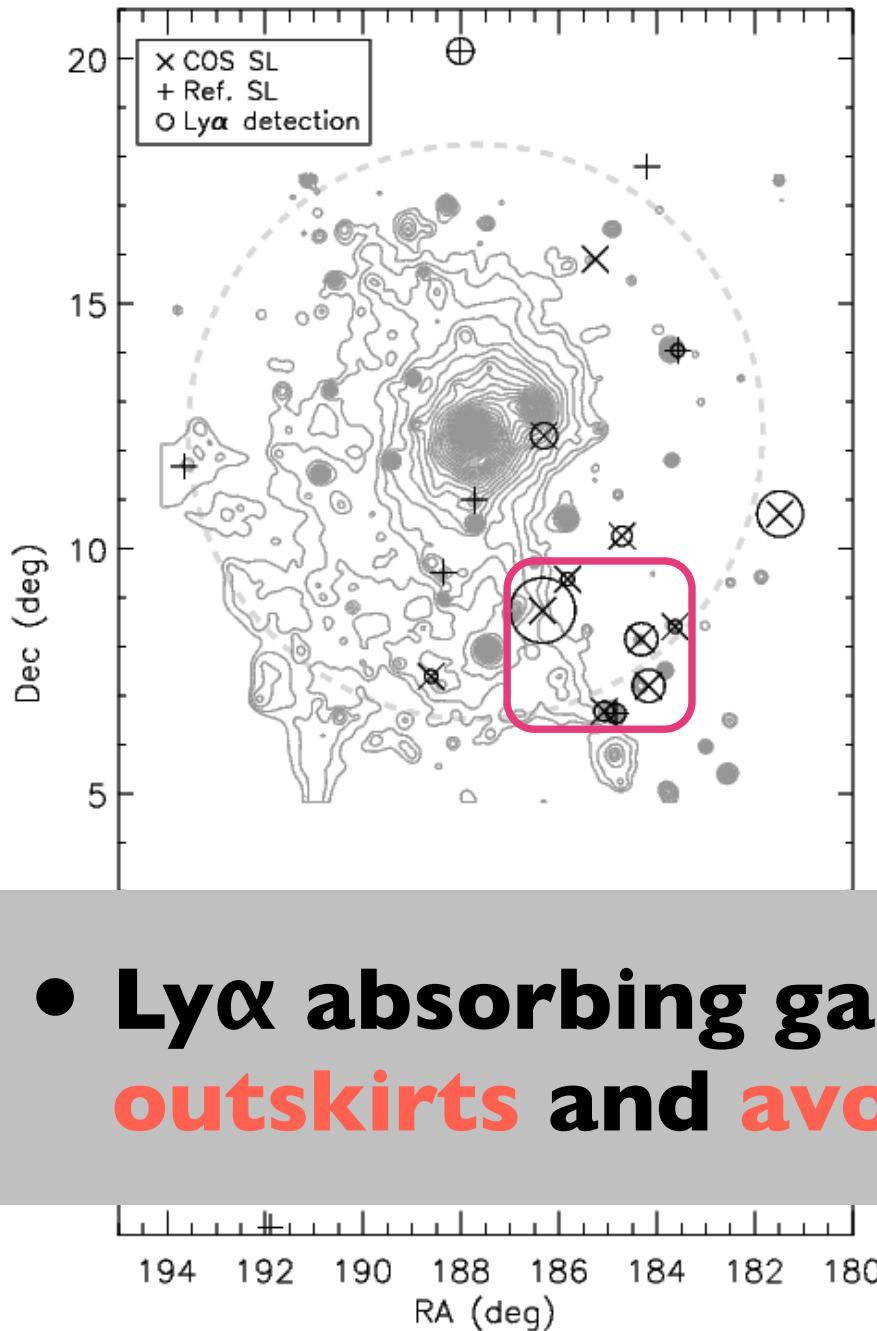 20
× COS SL
+ Ref. SL
○ Lyα detection
15
10
5
Dec (deg)
• Lyα absorbing ga
outskirts and avo
194 192 190 188 186 184 182 180
RA (deg)